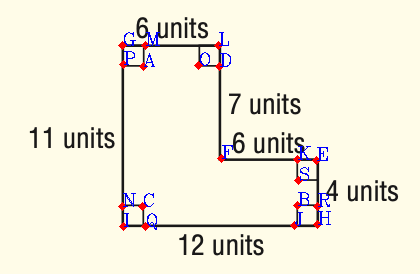 6 units
G M L
P A O D
7 units
F 6 units K E
11 units
S
4 units
N C B R
J Q I H
12 units